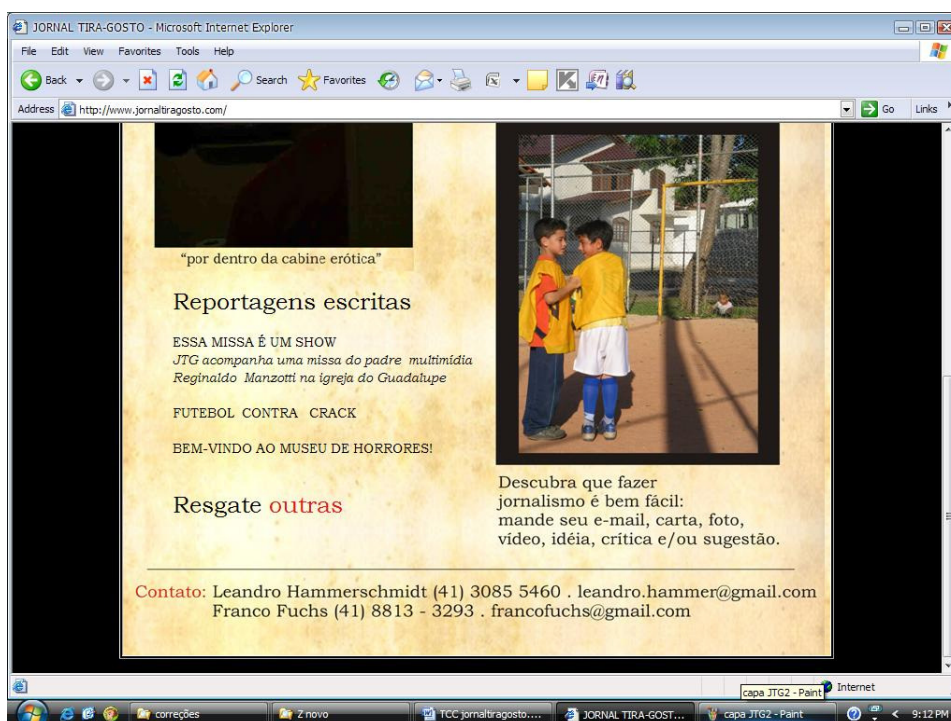 JORNAL TIRA-GOSTO - Microsoft Internet Explorer
File Edit View Favorites Tools Help
Back Search Favorites
Address http://www.jornaltiragosto.com/ Go Links
"por dentro da cabine erótica"
Reportagens escritas
ESSA MISSA É UM SHOW
JTG acompanha uma missa do padre multimídia
Reginaldo Manzotti na igreja do Guadalupe
FUTEBOL CONTRA CRACK
BEM-VINDO AO MUSEU DE HORRORES!
Resgate outras
Descubra que fazer
jornalismo é bem fácil:
mande seu e-mail, carta, foto,
vídeo, idéia, crítica e/ou sugestão.
Contato: Leandro Hammerschmidt (41) 3085 5460 . leandro.hammer@gmail.com
Franco Fuchs (41) 8813 - 3293 . francofuchs@gmail.com
Internet
capa JTG2 - Paint
correções Z novo TCC jornaltiragosto.... JORNAL TIRA-GOST... capa JTG2 - Paint 9:12 PM